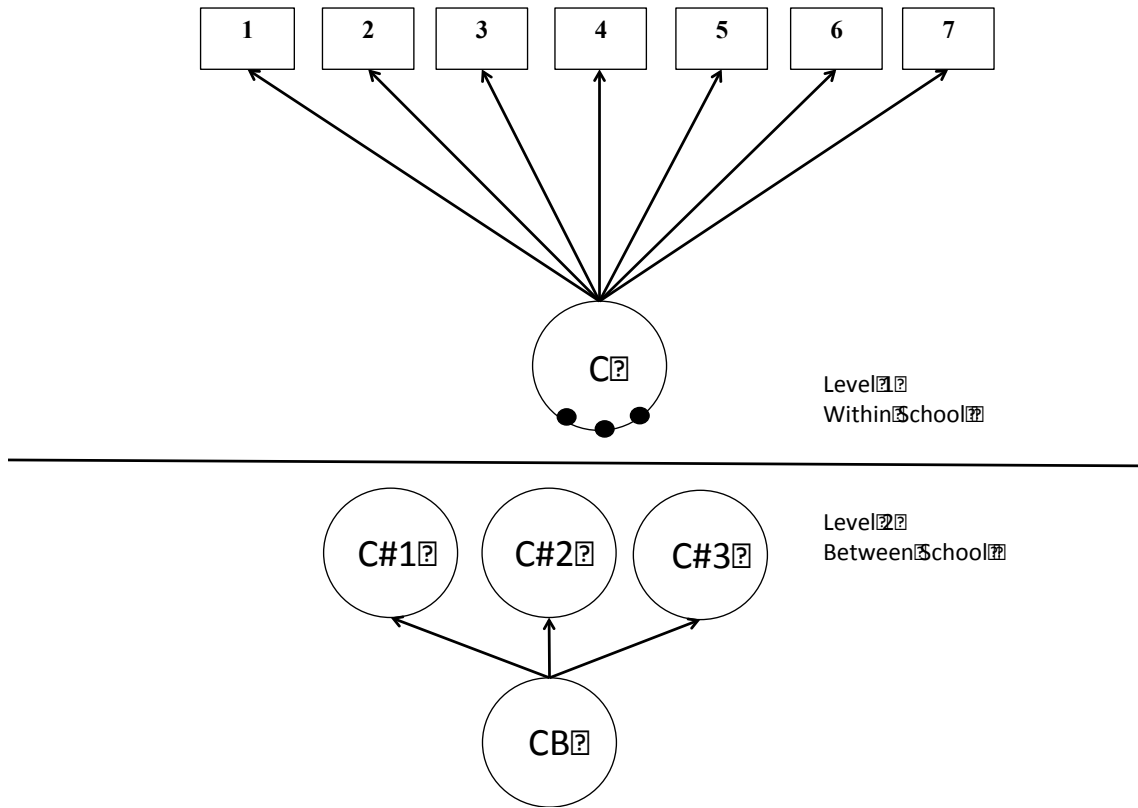 1 2 3 4 5 6 7
C⍰
Level⍰1⍰
Within⍰School⍰⍰
C#1⍰ C#2⍰ C#3⍰
Level⍰2⍰
Between⍰School⍰⍰
CB⍰